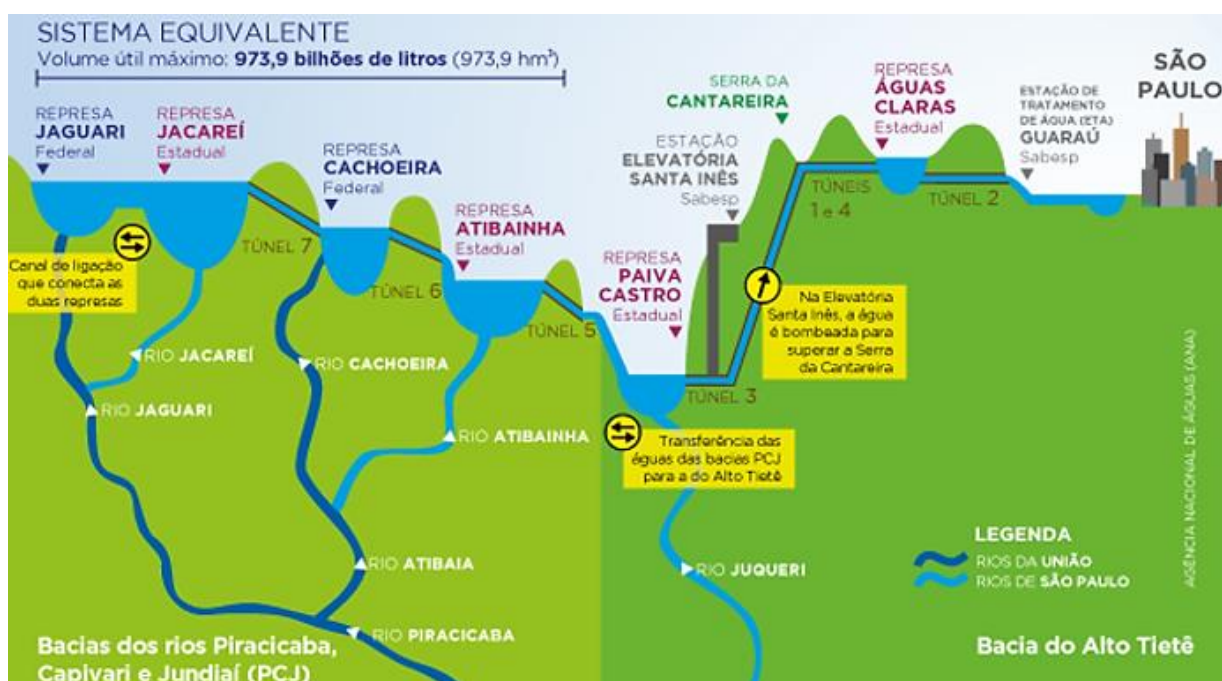 SISTEMA EQUIVALENTE
Volume útil máximo: 973,9 bilhões de litros (973,9 hm³)
REPRESA
JAGUARI
Federal
REPRESA
JACAREÍ
Estadual
REPRESA
CACHOEIRA
Federal
REPRESA
ATIBAINHA
Estadual
SERRA DA
CANTAREIRA
ESTAÇÃO
ELEVATÓRIA
SANTA INÊS
Sabesp
REPRESA
PAIVA
CASTRO
Estadual
REPRESA
ÁGUAS
CLARAS
Estadual
ESTAÇÃO DE
TRATAMENTO
DE ÁGUA (ETA)
GUARAÚ
Sabesp
SÃO
PAULO
TÚNEL 7
TÚNEL 6
TÚNEL 5
TÚNEL 3
TÚNEIS
1 e 4
TÚNEL 2
Canal de ligação
que conecta as
duas represas
Na Elevatória
Santa Inês, a água
é bombeada para
superar a Serra
da Cantareira
Transferência das
águas das bacias PCJ
para a do Alto Tietê
RIO JACAREÍ
RIO JAGUARI
RIO CACHOEIRA
RIO ATIBAINHA
RIO ATIBAIA
RIO PIRACICABA
RIO JUQUERI
LEGENDA
RIOS DA UNIÃO
RIOS DE SÃO PAULO
AGÊNCIA NACIONAL DE ÁGUAS (ANA)
Bacias dos rios Piracicaba,
Capivari e Jundiaí (PCJ)
Bacia do Alto Tietê